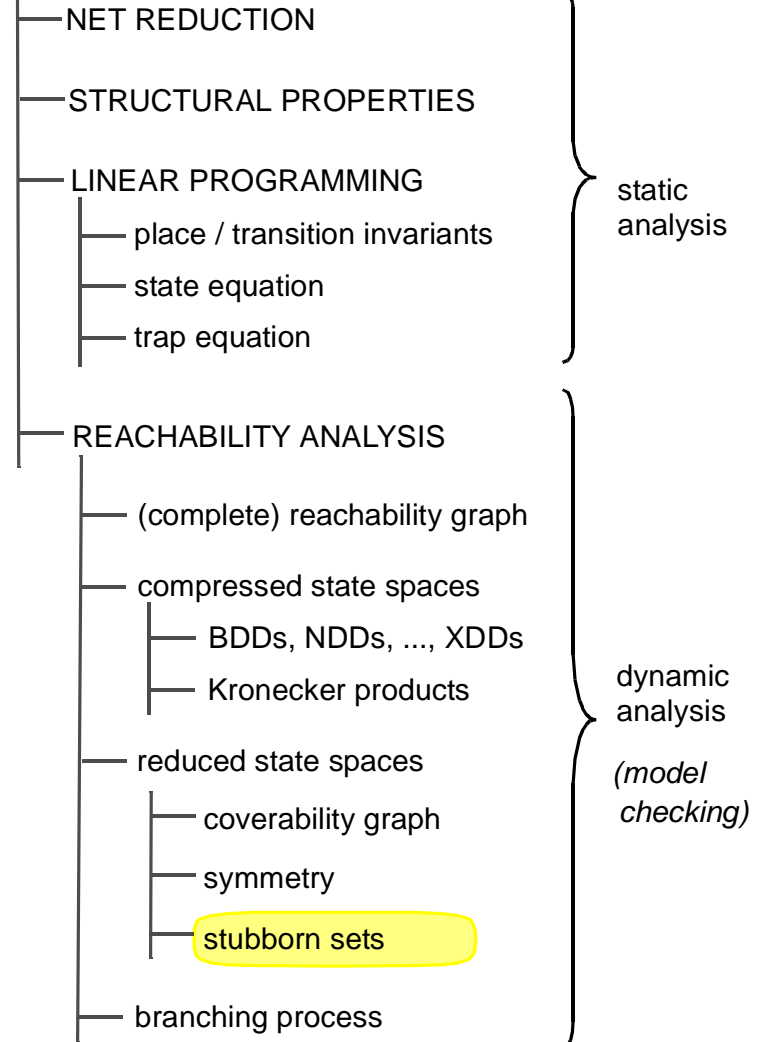 NET REDUCTION
STRUCTURAL PROPERTIES
LINEAR PROGRAMMING
place / transition invariants
state equation
trap equation
static
analysis
REACHABILITY ANALYSIS
(complete) reachability graph
compressed state spaces
BDDs, NDDs, ..., XDDs
Kronecker products
reduced state spaces
coverability graph
symmetry
stubborn sets
branching process
dynamic
analysis
(model
checking)